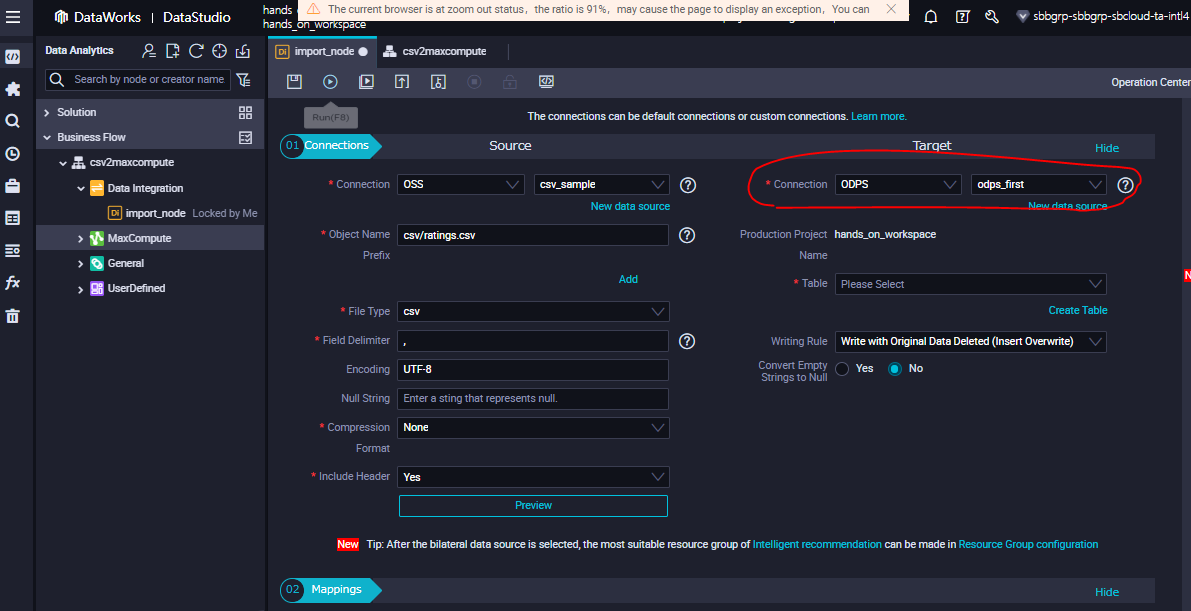 DataWorks | DataStudio
hands_
hands_on_workspace
The current browser is at zoom out status, the ratio is 91%, may cause the page to display an exception, You can
sbbgrp-sbbgrp-sbcloud-ta-intl4
Data Analytics
Di import_node
csv2maxcompute
Search by node or creator name
Operation Center
Solution
Business Flow
csv2maxcompute
Data Integration
Di import_node Locked by Me
MaxCompute
General
UserDefined
fx
Run(F8)
The connections can be default connections or custom connections. Learn more.
01 Connections Source Target Hide
* Connection OSS csv_sample ?
New data source
* Connection ODPS odps_first ?
New data source
* Object Name Prefix csv/ratings.csv ?
Add
Production Project Name hands_on_workspace
* Table Please Select
Create Table
* File Type csv
* Field Delimiter , ?
Writing Rule Write with Original Data Deleted (Insert Overwrite)
Encoding UTF-8
Convert Empty Strings to Null Yes No
Null String Enter a sting that represents null.
* Compression Format None
* Include Header Yes
Preview
New Tip: After the bilateral data source is selected, the most suitable resource group of Intelligent recommendation can be made in Resource Group configuration
02 Mappings Hide